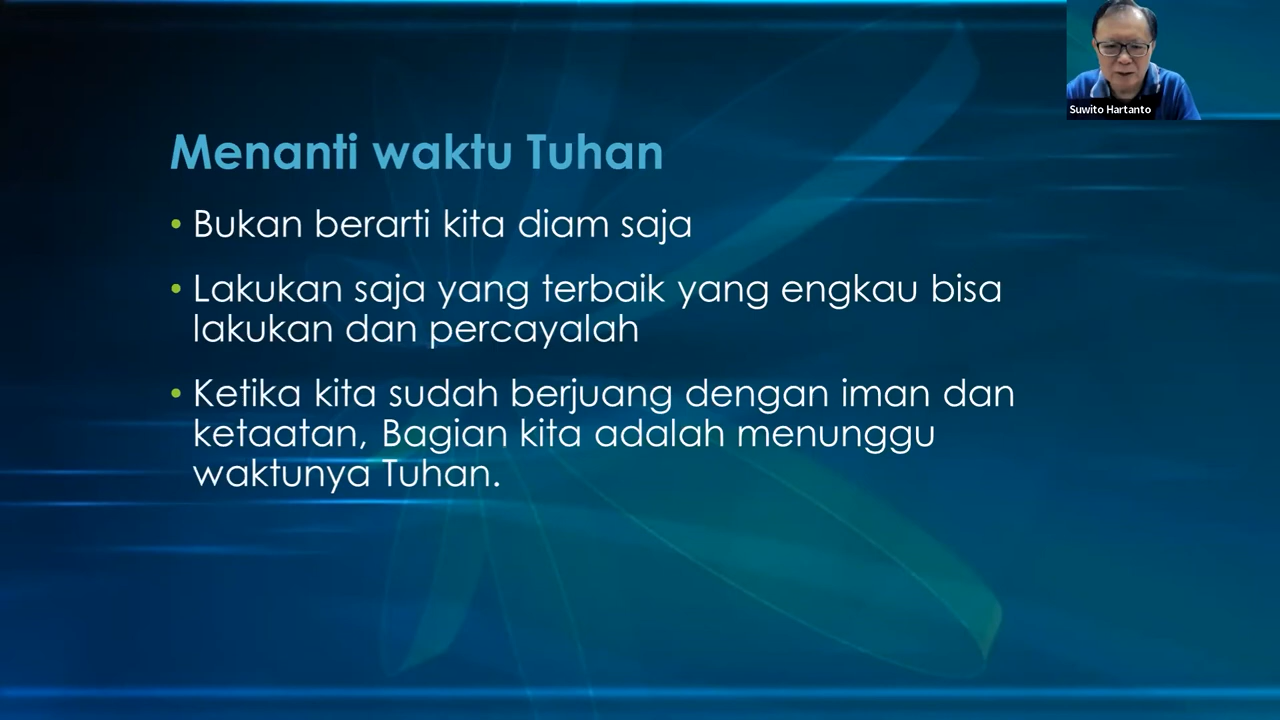 Suwito Hartanto
Menanti waktu Tuhan
• Bukan berarti kita diam saja
• Lakukan saja yang terbaik yang engkau bisa
lakukan dan percayalah
• Ketika kita sudah berjuang dengan iman dan
ketaatan, Bagian kita adalah menunggu
waktunya Tuhan.